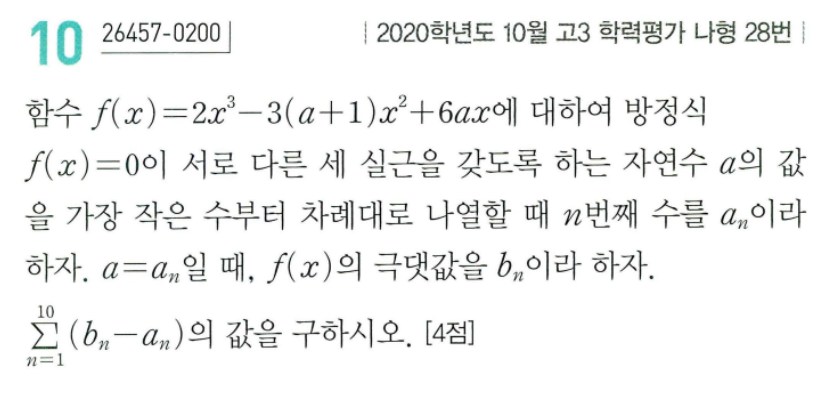 10 26457-0200 | 2020학년도 10월 고3 학력평가 나형 28번 |
함수 f(x)=2x³-3(a+1)x²+6ax에 대하여 방정식
f(x)=0이 서로 다른 세 실근을 갖도록 하는 자연수 a의 값
을 가장 작은 수부터 차례대로 나열할 때 n번째 수를 aₙ이라
하자. a=aₙ일 때, f(x)의 극댓값을 bₙ이라 하자.
10
∑ (bₙ-aₙ)의 값을 구하시오. [4점]
n=1